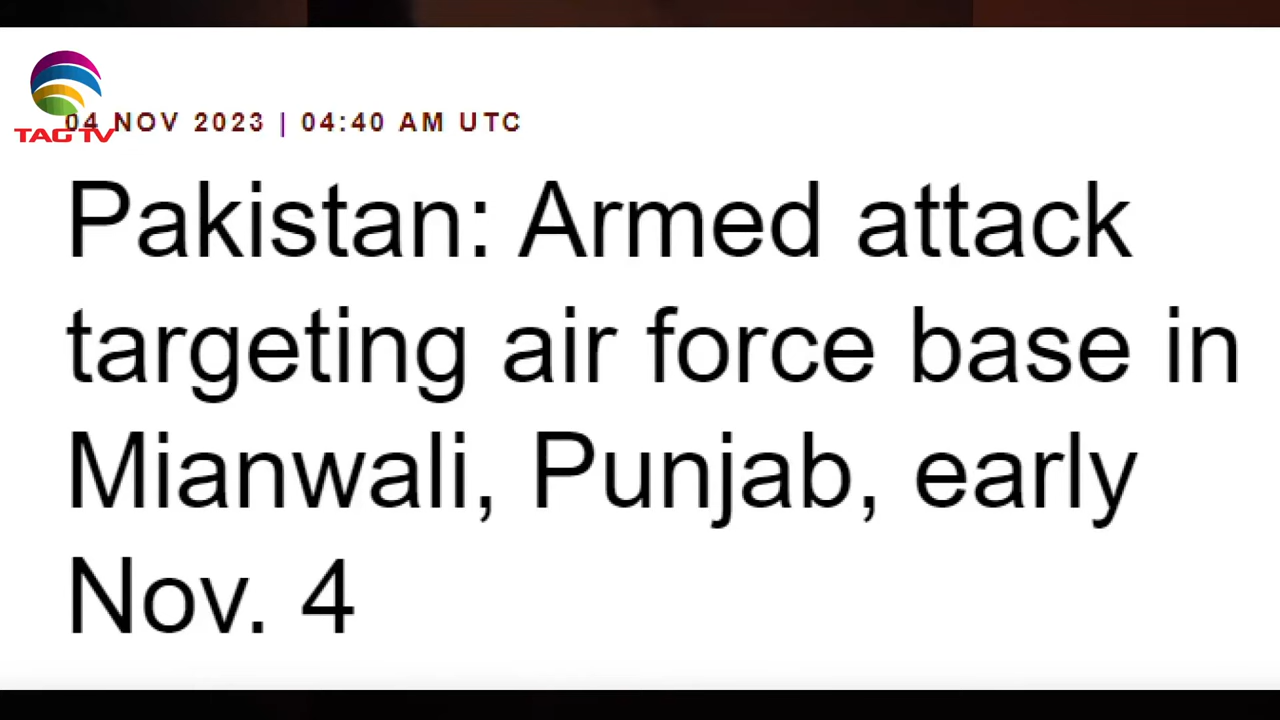 TAG TV
04 NOV 2023 | 04:40 AM UTC
Pakistan: Armed attack
targeting air force base in
Mianwali, Punjab, early
Nov. 4